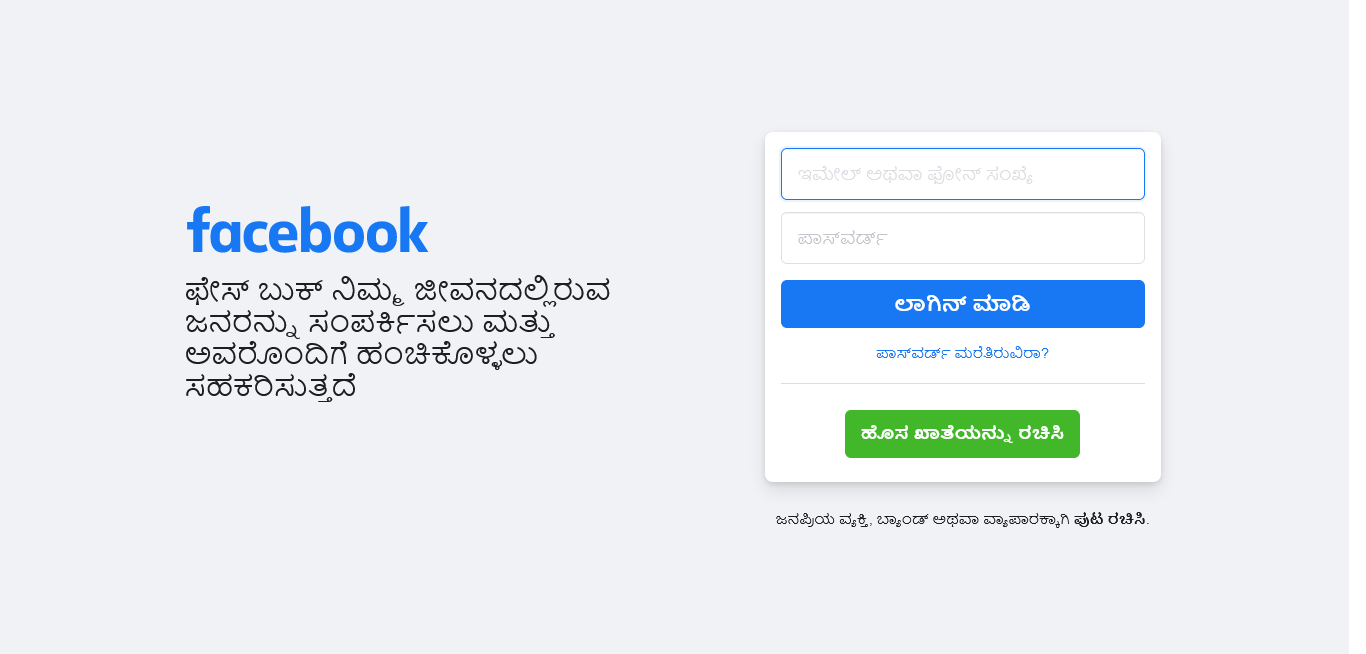 facebook
ಫೇಸ್ ಬುಕ್ ನಿಮ್ಮ ಜೀವನದಲ್ಲಿರುವ
ಜನರನ್ನು ಸಂಪರ್ಕಿಸಲು ಮತ್ತು
ಅವರೊಂದಿಗೆ ಹಂಚಿಕೊಳ್ಳಲು
ಸಹಕರಿಸುತ್ತದೆ
ಇಮೇಲ್ ಅಥವಾ ಫೋನ್ ಸಂಖ್ಯೆ
ಪಾಸ್‌ವರ್ಡ್
ಲಾಗಿನ್ ಮಾಡಿ
ಪಾಸ್‌ವರ್ಡ್ ಮರೆತಿರುವಿರಾ?
ಹೊಸ ಖಾತೆಯನ್ನು ರಚಿಸಿ
ಜನಪ್ರಿಯ ವ್ಯಕ್ತಿ, ಬ್ಯಾಂಡ್ ಅಥವಾ ವ್ಯಾಪಾರಕ್ಕಾಗಿ ಪುಟ ರಚಿಸಿ.